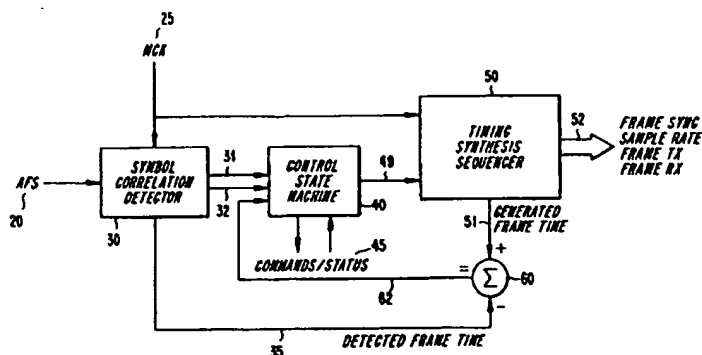 25
MCK
50
TIMING
SYNTHESIS
SEQUENCER
52
FRAME SYNC
SAMPLE RATE
FRAME TX
FRAME RX
AFS
20
SYMBOL
CORRELATION
DETECTOR
30
31
32
CONTROL
STATE
MACHINE
40
49
51
GENERATED
FRAME TIME
+
Σ
60
=
-
COMMANDS/STATUS
45
62
35
DETECTED FRAME TIME